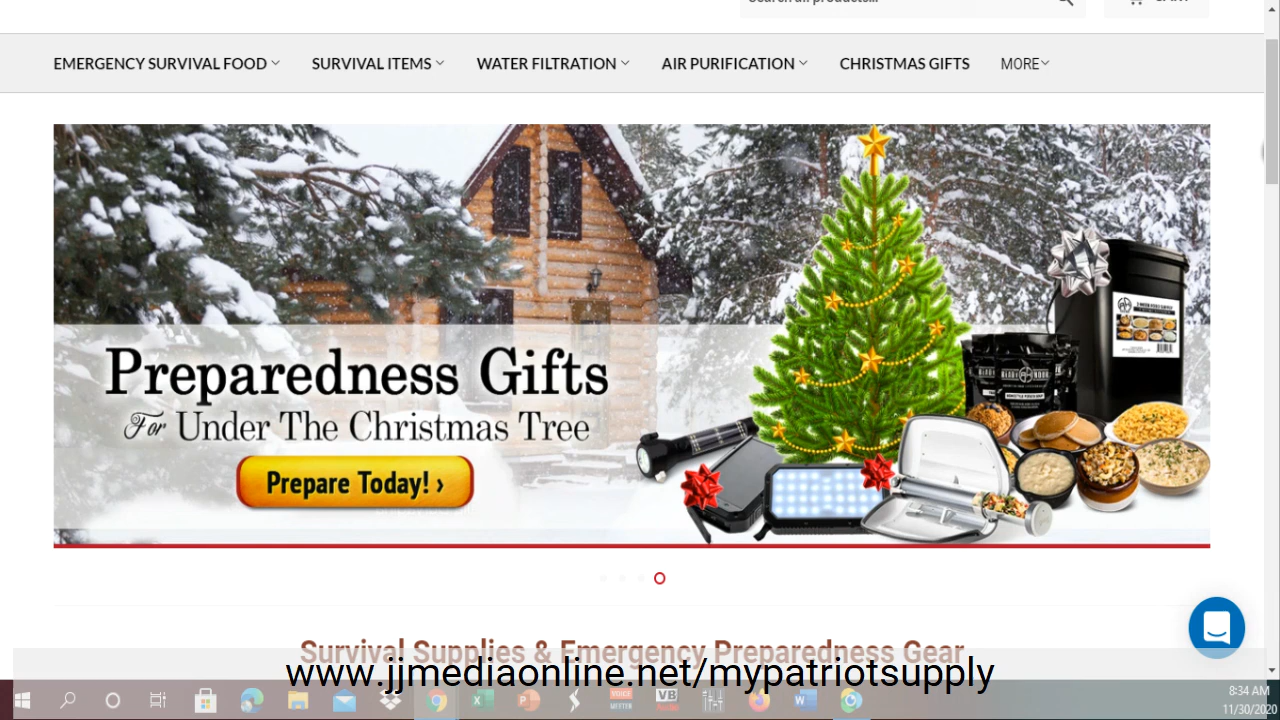 EMERGENCY SURVIVAL FOOD SURVIVAL ITEMS WATER FILTRATION AIR PURIFICATION CHRISTMAS GIFTS MORE
Preparedness Gifts
For Under The Christmas Tree
Prepare Today! ›
Survival Supplies & Emergency Preparedness Gear
www.jjmediaonline.net/mypatriotsupply
8:34 AM
11/30/2020